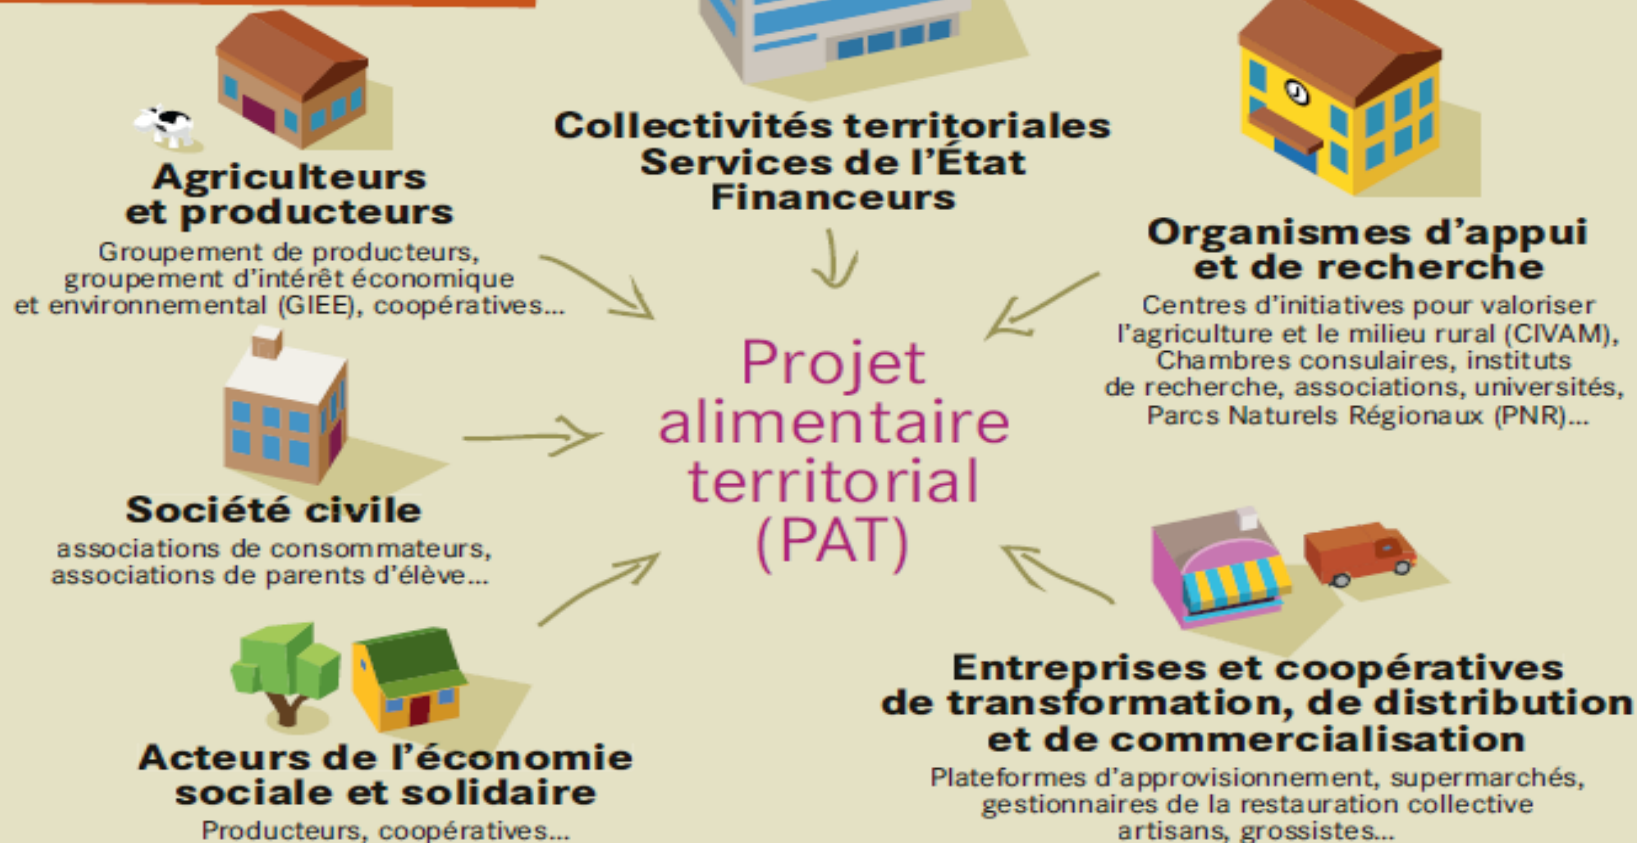 Collectivités territoriales
Services de l'État
Financeurs
Agriculteurs
et producteurs
Groupement de producteurs,
groupement d'intérêt économique
et environnemental (GIEE), coopératives...
Organismes d'appui
et de recherche
Centres d'initiatives pour valoriser
l'agriculture et le milieu rural (CIVAM),
Chambres consulaires, instituts
de recherche, associations, universités,
Parcs Naturels Régionaux (PNR)...
Projet
alimentaire
territorial
(PAT)
Société civile
associations de consommateurs,
associations de parents d'élève...
Acteurs de l'économie
sociale et solidaire
Producteurs, coopératives...
Entreprises et coopératives
de transformation, de distribution
et de commercialisation
Plateformes d'approvisionnement, supermarchés,
gestionnaires de la restauration collective
artisans, grossistes...